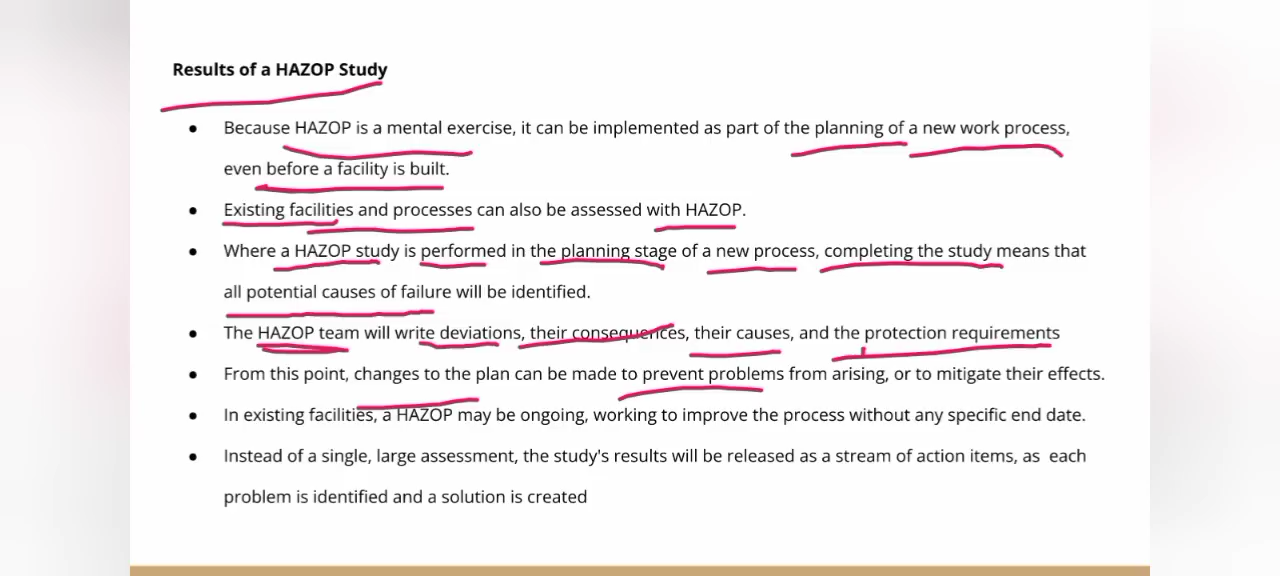 Results of a HAZOP Study
● Because HAZOP is a mental exercise, it can be implemented as part of the planning of a new work process,
even before a facility is built.
● Existing facilities and processes can also be assessed with HAZOP.
● Where a HAZOP study is performed in the planning stage of a new process, completing the study means that
all potential causes of failure will be identified.
● The HAZOP team will write deviations, their consequences, their causes, and the protection requirements
● From this point, changes to the plan can be made to prevent problems from arising, or to mitigate their effects.
● In existing facilities, a HAZOP may be ongoing, working to improve the process without any specific end date.
● Instead of a single, large assessment, the study's results will be released as a stream of action items, as each
problem is identified and a solution is created